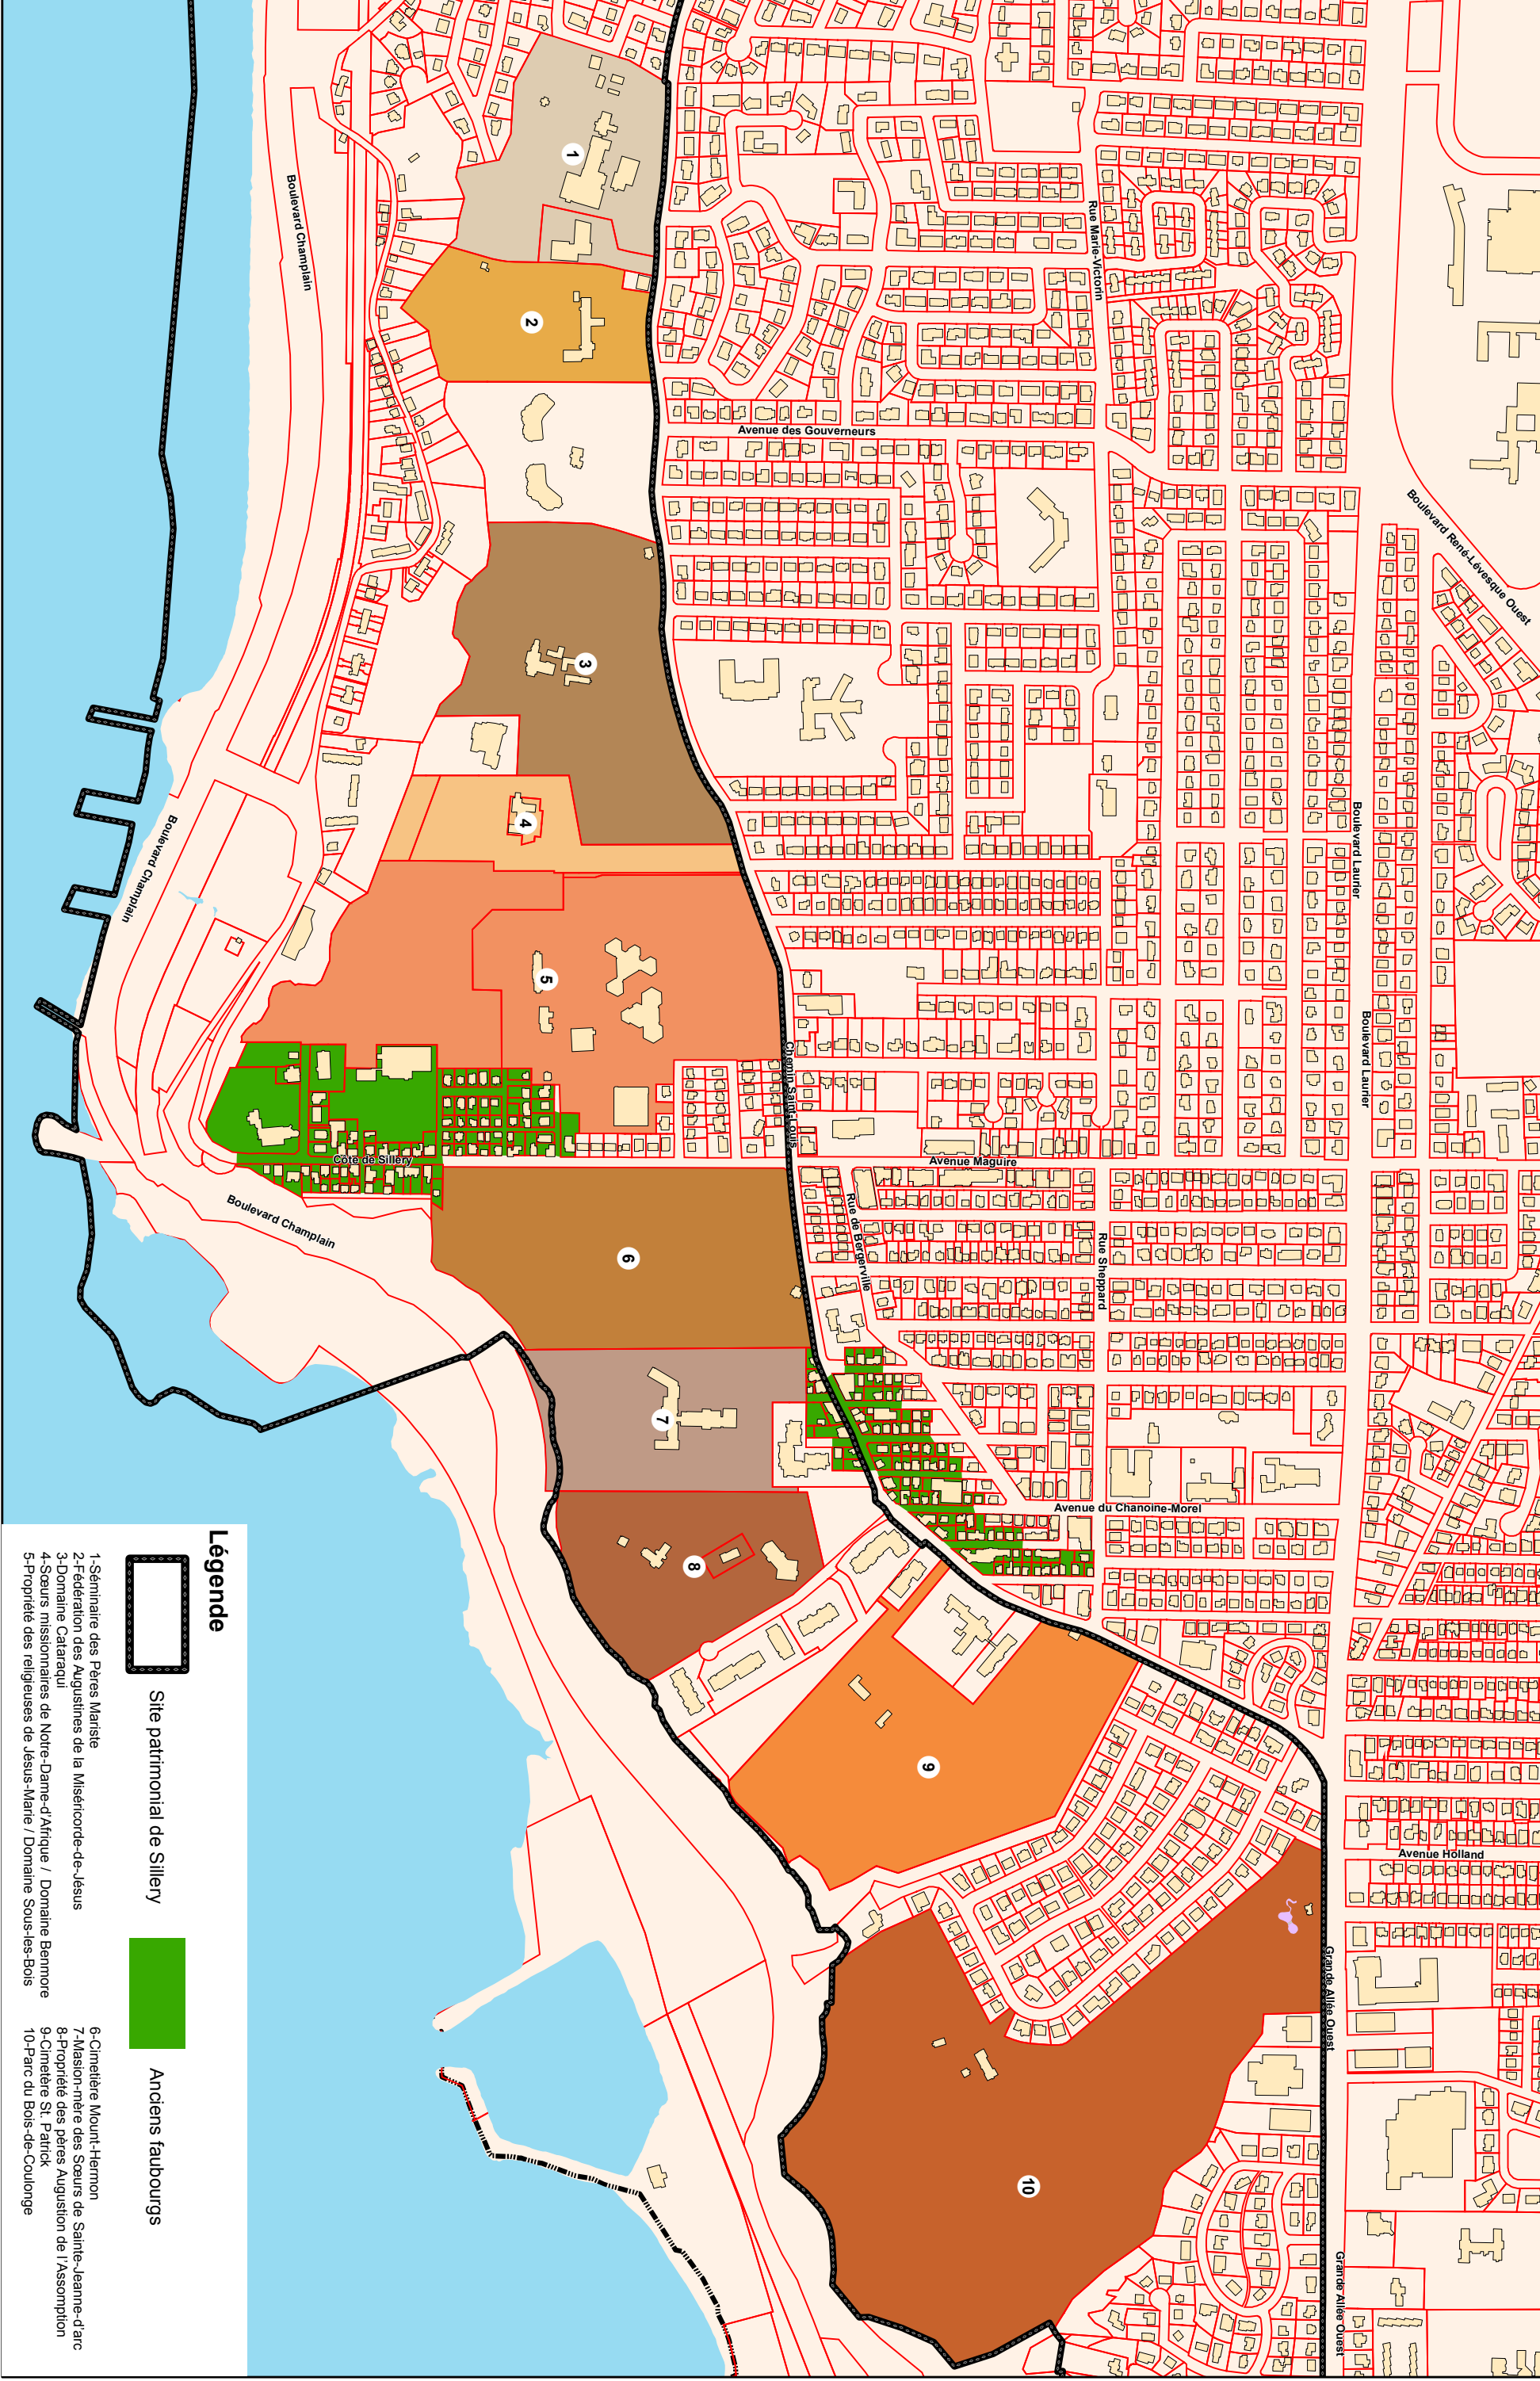 Boulevard Champlain
Rue Marie-Victorin
Avenue des Gouverneurs
Boulevard René-Lévesque Ouest
Boulevard Laurier
Boulevard Champlain
Boulevard Laurier
Chemin Saint-Louis
Côte de Sillery
Avenue Maguire
Boulevard Champlain
Rue de Bergerville
Rue Sheppard
Avenue du Chanoine-Morel
Avenue Holland
Grande Allée Ouest
Grande Allée Ouest
1
2
3
4
5
6
7
8
9
10
Légende
Site patrimonial de Sillery
Anciens faubourgs
1-Séminaire des Pères Mariste
2-Fédération des Augustines de la Miséricorde-de-Jésus
3-Domaine Cataraqui
4-Sœurs missionnaires de Notre-Dame-d'Afrique / Domaine Benmore
5-Propriété des religieuses de Jésus-Marie / Domaine Sous-les-Bois
6-Cimetière Mount-Hermon
7-Masion-mère des Sœurs de Sainte-Jeanne-d'arc
8-Propriété des pères Augustion de l'Assomption
9-Cimetère St. Patrick
10-Parc du Bois-de-Coulonge